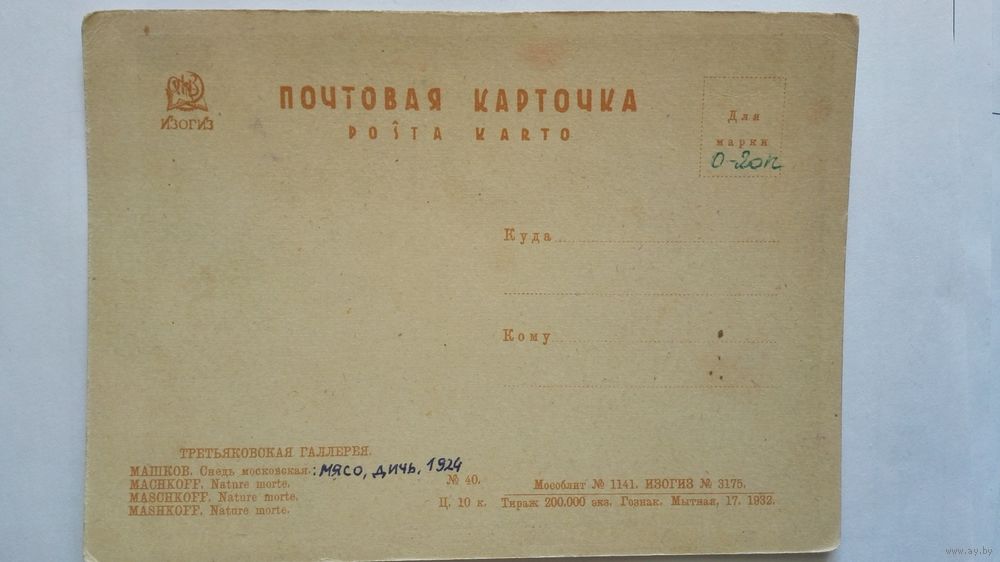 ИЗОГИЗ
ПОЧТОВАЯ КАРТОЧКА
POŜTA KARTO
Для
марки
0-20к
Куда
Кому
ТРЕТЬЯКОВСКАЯ ГАЛЛЕРЕЯ.
МАШКОВ. Снедь московская.: мясо, дичь, 1924
MACHKOFF. Nature morte.
MASCHKOFF. Nature morte.
MASHKOFF. Nature morte.
№ 40.
Ц. 10 к.
Мособлит № 1141. ИЗОГИЗ № 3175.
Тираж 200.000 экз. Гознак. Мытная, 17. 1932.
www.ay.by